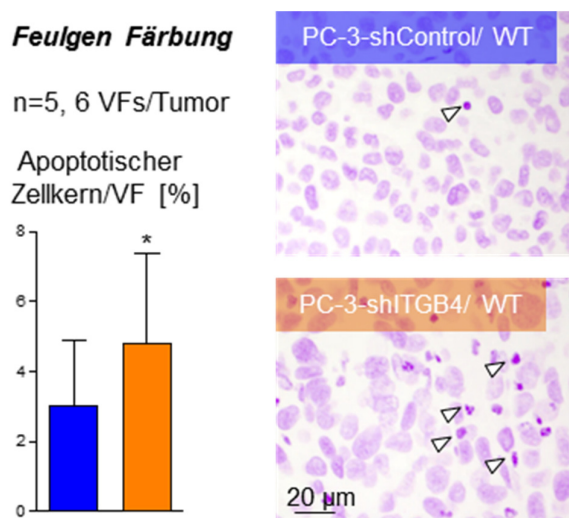 Feulgen Färbung
n=5, 6 VFs/Tumor
Apoptotischer
Zellkern/VF [%]
8
*
6
4
2
0
PC-3-shControl/ WT
PC-3-shITGB4/ WT
20 µm